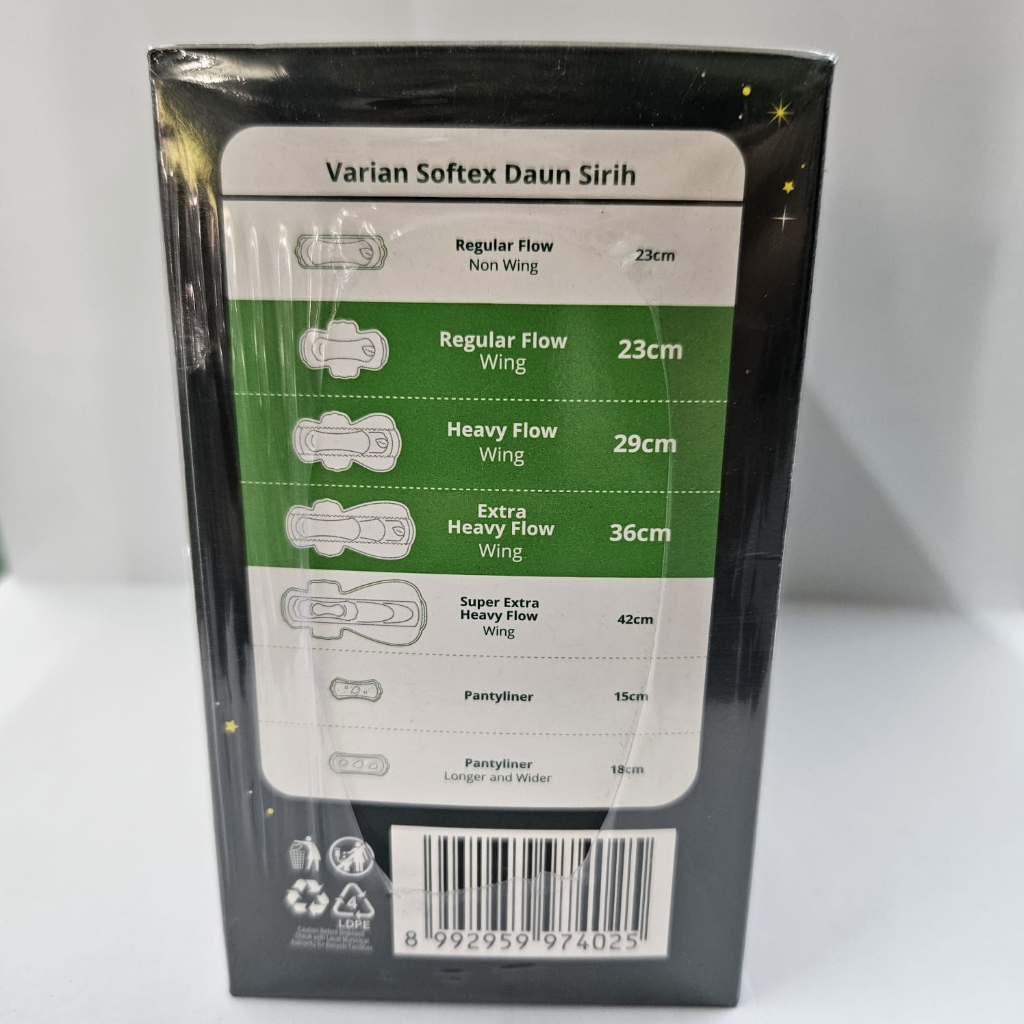 Varian Softex Daun Sirih
Regular Flow
Non Wing
23cm
Regular Flow
Wing
23cm
Heavy Flow
Wing
29cm
Extra
Heavy Flow
Wing
36cm
Super Extra
Heavy Flow
Wing
42cm
Pantyliner
15cm
Pantyliner
Longer and Wider
18cm
4
LDPE
8 992959 974025